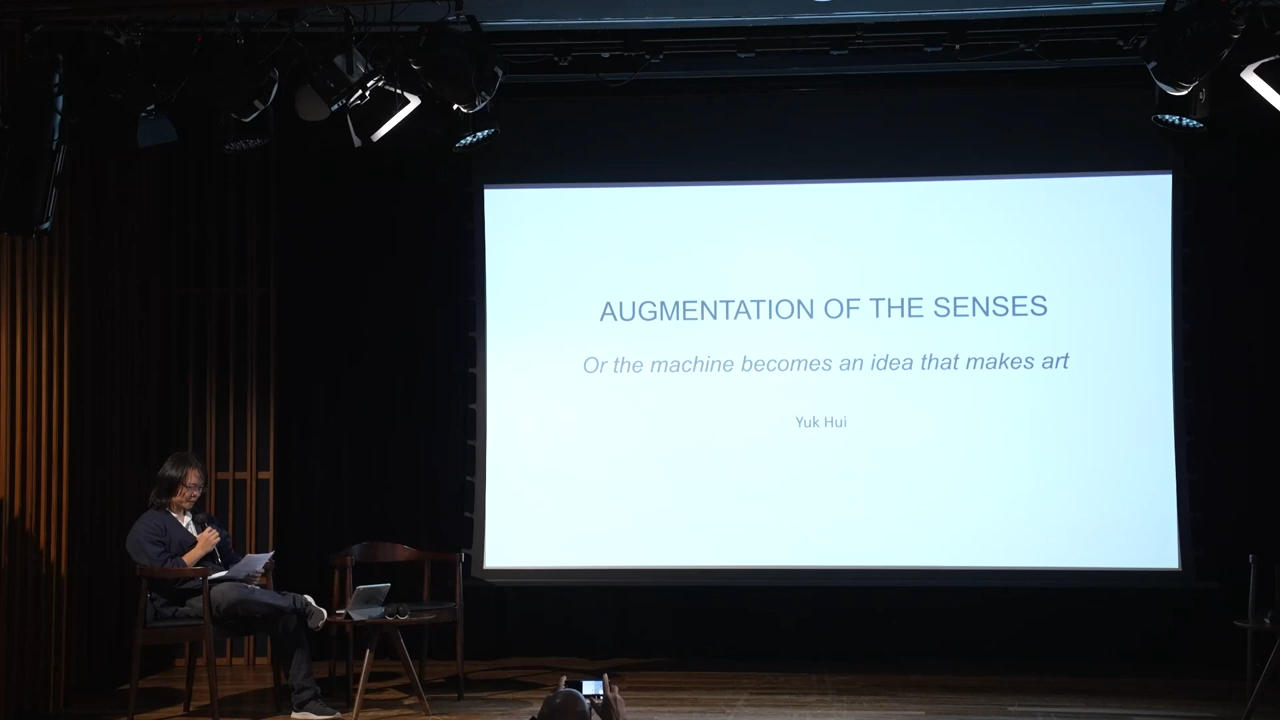 AUGMENTATION OF THE SENSES
Or the machine becomes an idea that makes art
Yuk Hui